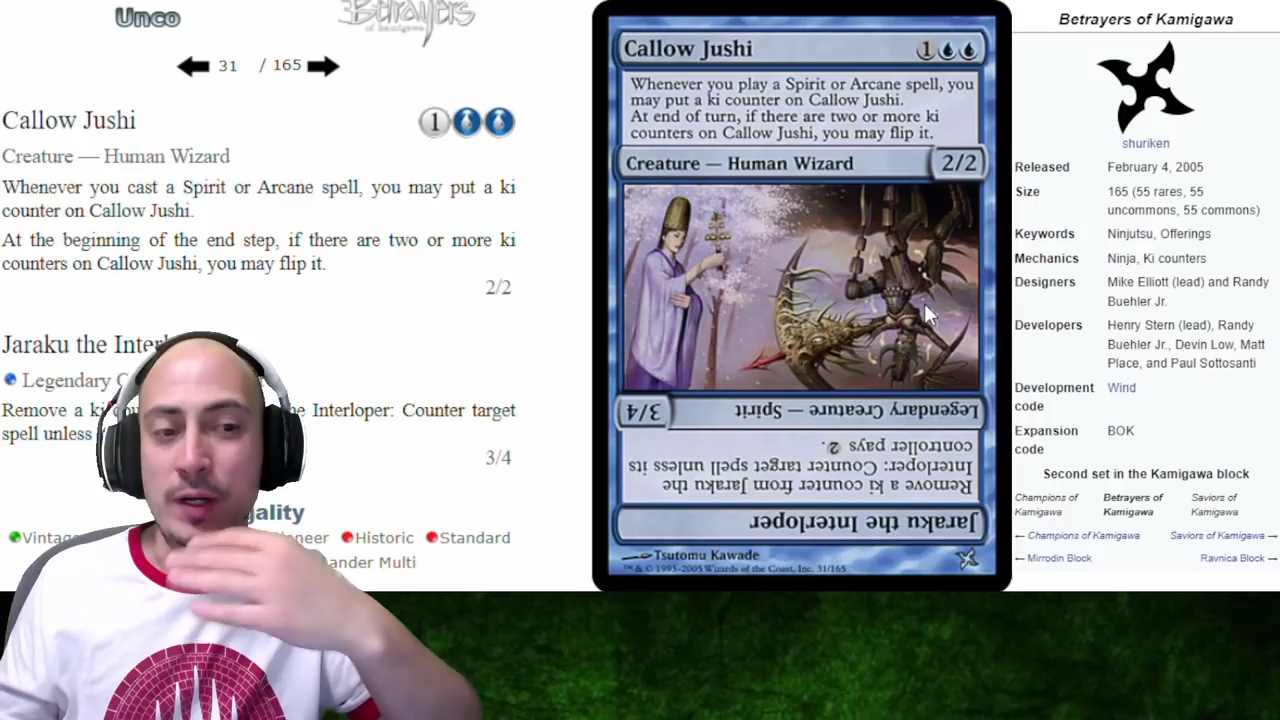 Unco
Betrayers
of Kamigawa
31 / 165
Callow Jushi
1
Creature — Human Wizard
Whenever you cast a Spirit or Arcane spell, you may put a ki
counter on Callow Jushi.
At the beginning of the end step, if there are two or more ki
counters on Callow Jushi, you may flip it.
2/2
Jaraku the Inter
Legendary C
Remove a ki cou he Interloper: Counter target
spell unless
3/4
gality
Vintag neer Historic Standard
ander Multi
Callow Jushi 1
Whenever you play a Spirit or Arcane spell, you
may put a ki counter on Callow Jushi.
At end of turn, if there are two or more ki
counters on Callow Jushi, you may flip it.
Creature — Human Wizard 2/2
Jaraku the Interloper
Remove a ki counter from Jaraku the
Interloper: Counter target spell unless its
controller pays 2.
Legendary Creature — Spirit 3/4
Tsutomu Kawade
™ & © 1993-2005 Wizards of the Coast, Inc. 31/165
Betrayers of Kamigawa
shuriken
Released February 4, 2005
Size 165 (55 rares, 55
uncommons, 55 commons)
Keywords Ninjutsu, Offerings
Mechanics Ninja, Ki counters
Designers Mike Elliott (lead) and Randy
Buehler Jr.
Developers Henry Stern (lead), Randy
Buehler Jr., Devin Low, Matt
Place, and Paul Sottosanti
Development Wind
code
Expansion BOK
code
Second set in the Kamigawa block
Champions of Betrayers of Saviors of
Kamigawa Kamigawa Kamigawa
← Champions of Kamigawa Saviors of Kamigawa →
← Mirrodin Block Ravnica Block →